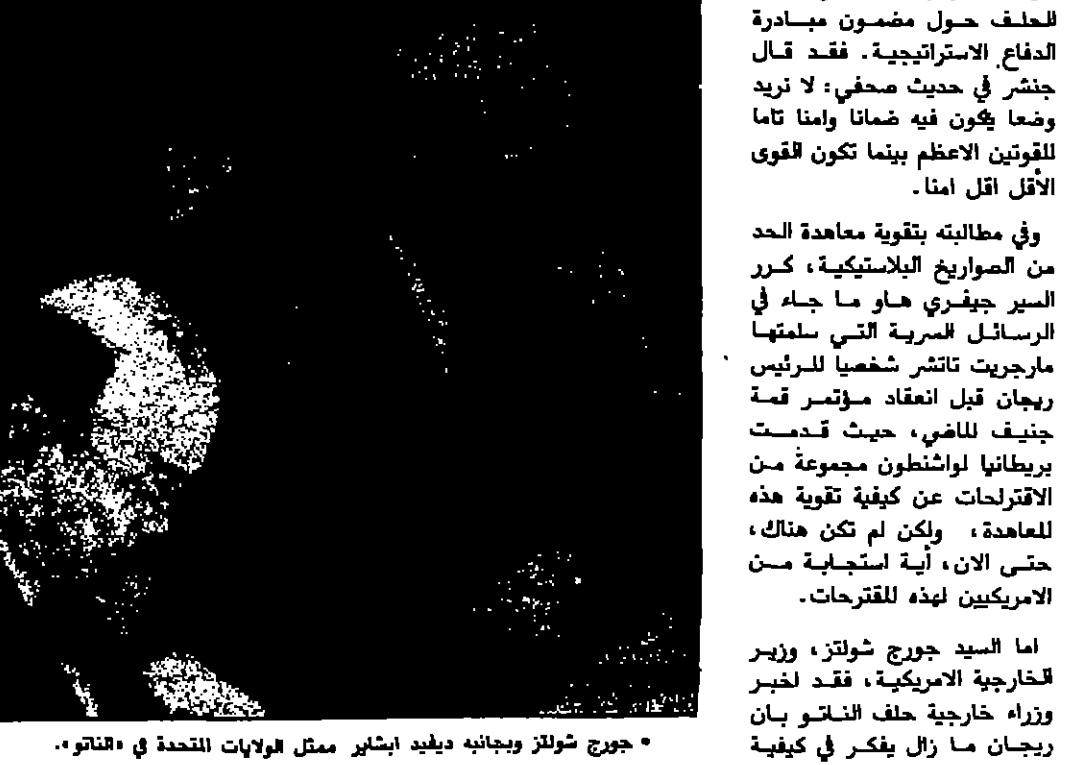 للحلف حول مضمون مبادرة
الدفاع الاستراتيجية. فقد قال
جنشر في حديث صحفي: لا نريد
وضعا يكون فيه ضمانا وامنا تاما
للقوتين الاعظم بينما تكون القوى
الأقل اقل امنا.
وفي مطالبته بتقوية معاهدة الحد
من الصواريخ البلاستيكية، كرر
السير جيفري هاو ما جاء في
الرسائل السرية التي سلمتها
مارجريت تاتشر شخصيا للرئيس
ريجان قبل انعقاد مؤتمر قمة
جنيف الماضي، حيث قدمت
بريطانيا لواشنطون مجموعة من
الاقتراحات عن كيفية تقوية هذه
المعاهدة، ولكن لم تكن هناك،
حتى الان، أية استجابة من
الامريكيين لهذه المقترحات.
اما السيد جورج شولتز، وزير
الخارجية الامريكية، فقد اخبر
وزراء خارجية حلف الناتو بان
ريجان ما زال يفكر في كيفية
• جورج شولتز وبجانبه ديفيد ابشاير ممثل الولايات المتحدة في «الناتو».